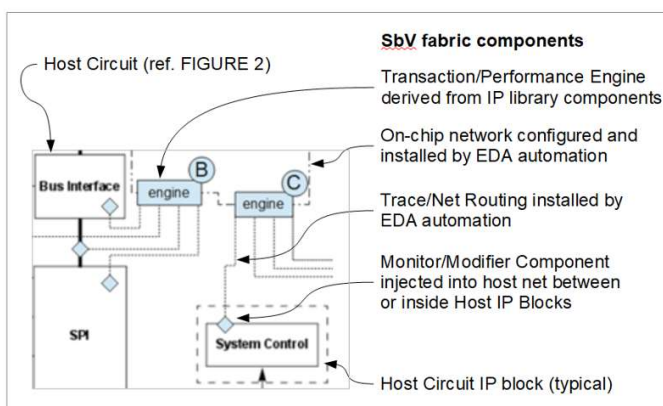 SbV fabric components
Host Circuit (ref. FIGURE 2)
Transaction/Performance Engine
derived from IP library components
On-chip network configured and
installed by EDA automation
B
Bus Interface
engine
C
engine
Trace/Net Routing installed by
EDA automation
Monitor/Modifier Component
injected into host net between
or inside Host IP Blocks
SPI
System Control
Host Circuit IP block (typical)